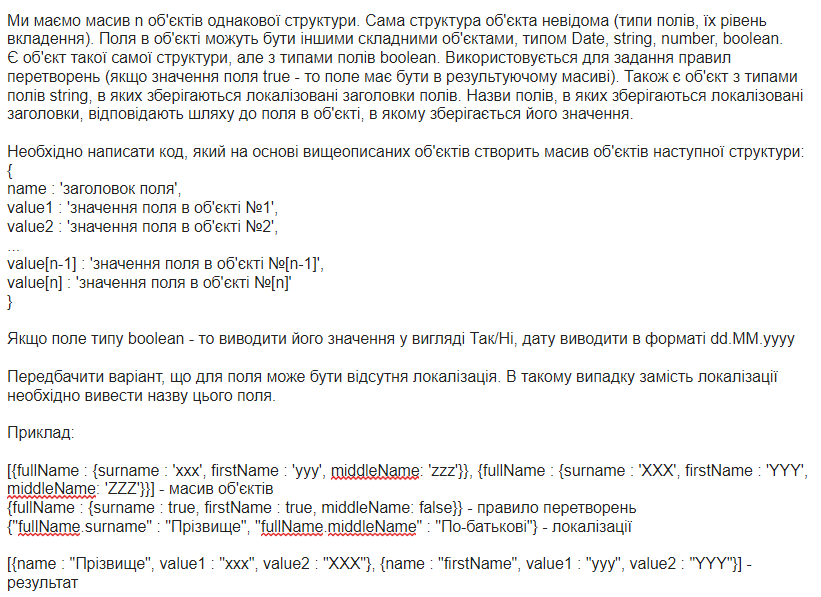 Ми маємо масив n об'єктів однакової структури. Сама структура об'єкта невідома (типи полів, їх рівень
вкладення). Поля в об'єкті можуть бути іншими складними об'єктами, типом Date, string, number, boolean.
Є об'єкт такої самої структури, але з типами полів boolean. Використовується для задання правил
перетворень (якщо значення поля true - то поле має бути в результуючому масиві). Також є об'єкт з типами
полів string, в яких зберігаються локалізовані заголовки полів. Назви полів, в яких зберігаються локалізовані
заголовки, відповідають шляху до поля в об'єкті, в якому зберігається його значення.
Необхідно написати код, який на основі вищеописаних об'єктів створить масив об'єктів наступної структури:
{
name : 'заголовок поля',
value1 : 'значення поля в об'єкті №1',
value2 : 'значення поля в об'єкті №2',
...
value[n-1] : 'значення поля в об'єкті №[n-1]',
value[n] : 'значення поля в об'єкті №[n]'
}
Якщо поле типу boolean - то виводити його значення у вигляді Так/Ні, дату виводити в форматі dd.MM.yyyy
Передбачити варіант, що для поля може бути відсутня локалізація. В такому випадку замість локалізації
необхідно вивести назву цього поля.
Приклад:
[{fullName : {surname : 'xxx', firstName : 'yyy', middleName: 'zzz'}}, {fullName : {surname : 'XXX', firstName : 'YYY',
middleName: 'ZZZ'}}] - масив об'єктів
{fullName : {surname : true, firstName : true, middleName: false}} - правило перетворень
{"fullName.surname" : "Прізвище", "fullName.middleName" : "По-батькові"} - локалізації
[{name : "Прізвище", value1 : "xxx", value2 : "XXX"}, {name : "firstName", value1 : "yyy", value2 : "YYY"}] -
результат